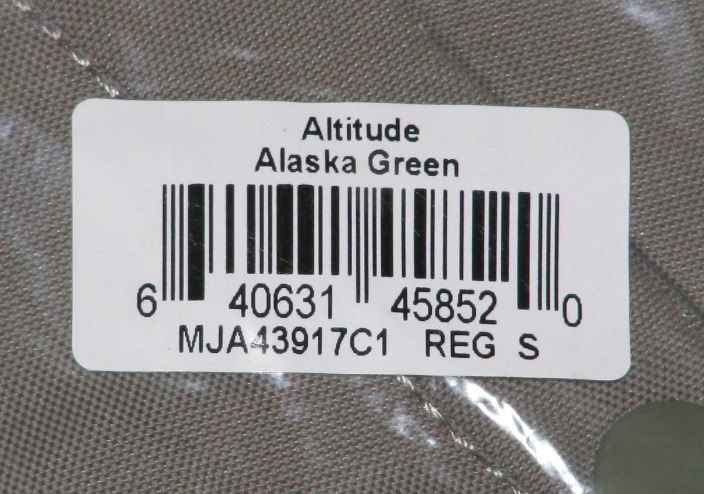 Altitude
Alaska Green
6 40631 45852 0
MJA43917C1 REG S